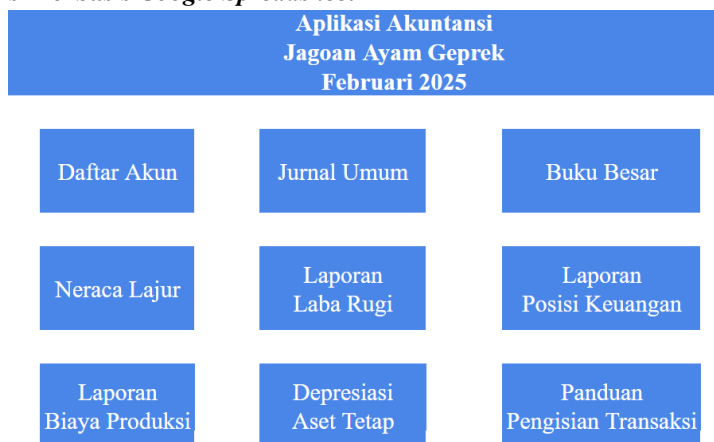 Aplikasi Akuntansi
Jagoan Ayam Geprek
Februari 2025
Daftar Akun
Jurnal Umum
Buku Besar
Neraca Lajur
Laporan
Laba Rugi
Laporan
Posisi Keuangan
Laporan
Biaya Produksi
Depresiasi
Aset Tetap
Panduan
Pengisian Transaksi